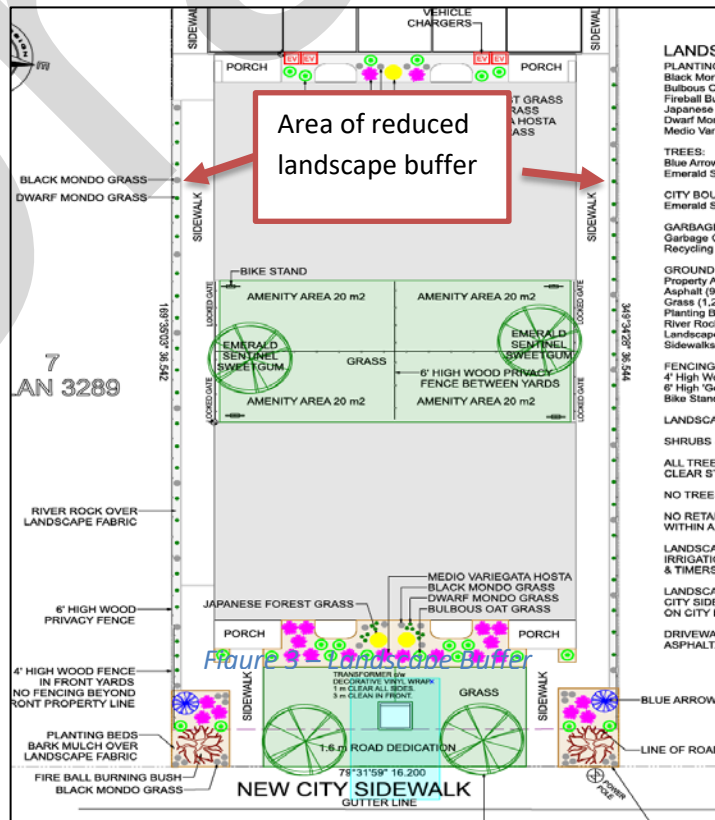 VEHICLE
CHARGERS
SIDEWALK
SIDEWALK
EV EV
EV EV
PORCH
PORCH
ST GRASS
RASS
A HOSTA
ASS
Area of reduced
landscape buffer
BLACK MONDO GRASS
DWARF MONDO GRASS
SIDEWALK
SIDEWALK
BIKE STAND
LOCKED GATE
AMENITY AREA 20 m2
AMENITY AREA 20 m2
LOCKED GATE
169°35'03" 36.542
349°34'28" 36.544
EMERALD
SENTINEL
SWEETGUM
EMERALD
SENTINEL
SWEETGUM
GRASS
6' HIGH WOOD PRIVACY
FENCE BETWEEN YARDS
LOCKED GATE
AMENITY AREA 20 m2
AMENITY AREA 20 m2
LOCKED GATE
7
LAN 3289
RIVER ROCK OVER
LANDSCAPE FABRIC
6' HIGH WOOD
PRIVACY FENCE
MEDIO VARIEGATA HOSTA
BLACK MONDO GRASS
DWARF MONDO GRASS
BULBOUS OAT GRASS
JAPANESE FOREST GRASS
PORCH
PORCH
Figure 3 – Landscape Buffer
4' HIGH WOOD FENCE
IN FRONT YARDS
NO FENCING BEYOND
RONT PROPERTY LINE
SIDEWALK
TRANSFORMER c/w
DECORATIVE VINYL WRAP
1 m CLEAR ALL SIDES.
3 m CLEAN IN FRONT.
GRASS
SIDEWALK
BLUE ARROW
PLANTING BEDS
BARK MULCH OVER
LANDSCAPE FABRIC
1.6 m ROAD DEDICATION
LINE OF ROA
FIRE BALL BURNING BUSH
BLACK MONDO GRASS
79°31'59" 16.200
NEW CITY SIDEWALK
GUTTER LINE
POWER
POLE
LANDS
PLANTING
Black Mon
Bulbous O
Fireball Bu
Japanese
Dwarf Mon
Medio Var
TREES:
Blue Arrow
Emerald S
CITY BOU
Emerald S
GARBAGE
Garbage C
Recycling
GROUND
Property A
Asphalt (9
Grass (1,2
Planting B
River Rock
Landscape
Sidewalks
FENCING
4' High Wo
6' High 'Go
Bike Stand
LANDSCA
SHRUBS
ALL TREE
CLEAR ST
NO TREE
NO RETAI
WITHIN A
LANDSCA
IRRIGATI
& TIMERS
LANDSCA
CITY SIDE
ON CITY
DRIVEWA
ASPHALT